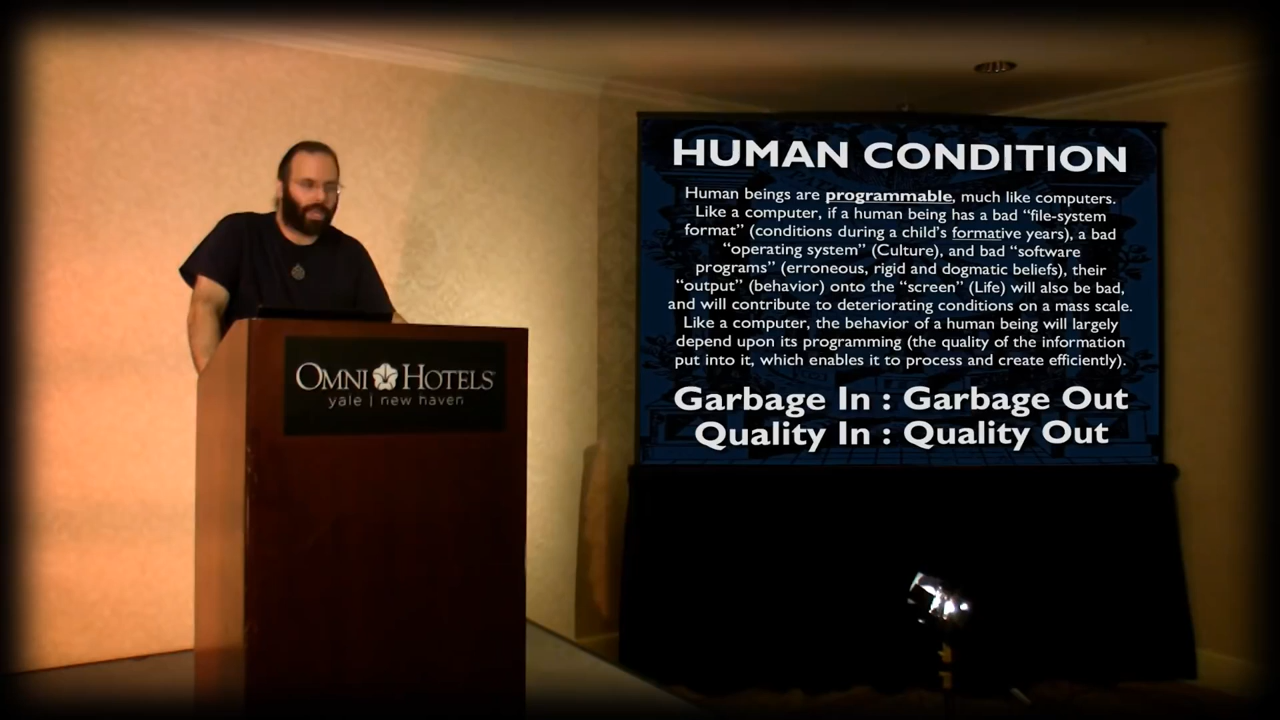 HUMAN CONDITION
Human beings are programmable, much like computers.
Like a computer, if a human being has a bad “file-system
format” (conditions during a child’s formative years), a bad
“operating system” (Culture), and bad “software
programs” (erroneous, rigid and dogmatic beliefs), their
“output” (behavior) onto the “screen” (Life) will also be bad,
and will contribute to deteriorating conditions on a mass scale.
Like a computer, the behavior of a human being will largely
depend upon its programming (the quality of the information
put into it, which enables it to process and create efficiently).
Garbage In : Garbage Out
Quality In : Quality Out
OMNI HOTELS
yale | new haven